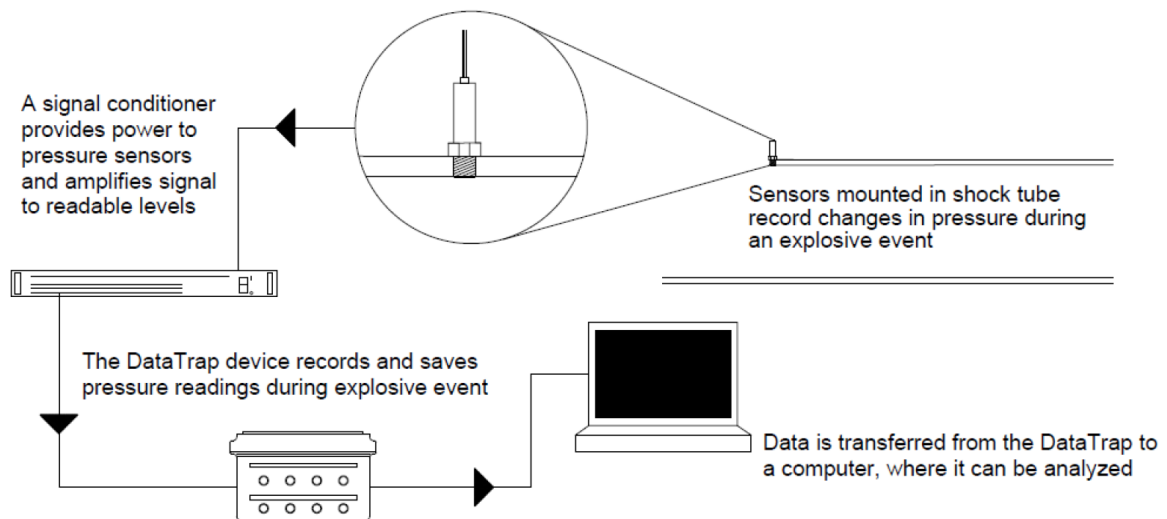 A signal conditioner
provides power to
pressure sensors
and amplifies signal
to readable levels
Sensors mounted in shock tube
record changes in pressure during
an explosive event
The DataTrap device records and saves
pressure readings during explosive event
Data is transferred from the DataTrap to
a computer, where it can be analyzed